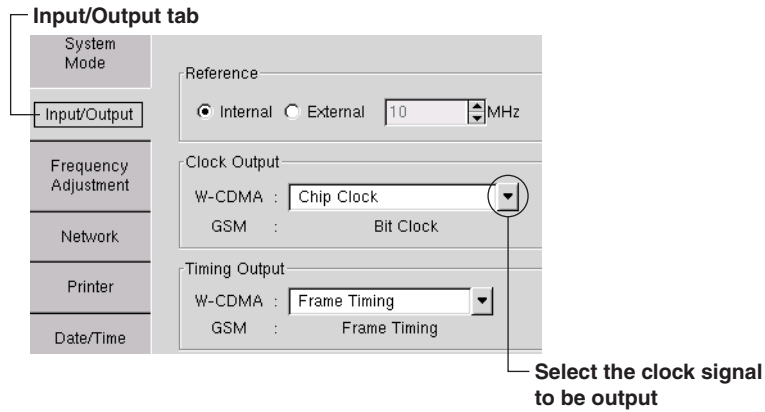 Input/Output tab
System
Mode
Input/Output
Frequency
Adjustment
Network
Printer
Date/Time
Reference
Internal External 10 MHz
Clock Output
W-CDMA : Chip Clock
GSM : Bit Clock
Timing Output
W-CDMA : Frame Timing
GSM : Frame Timing
Select the clock signal
to be output